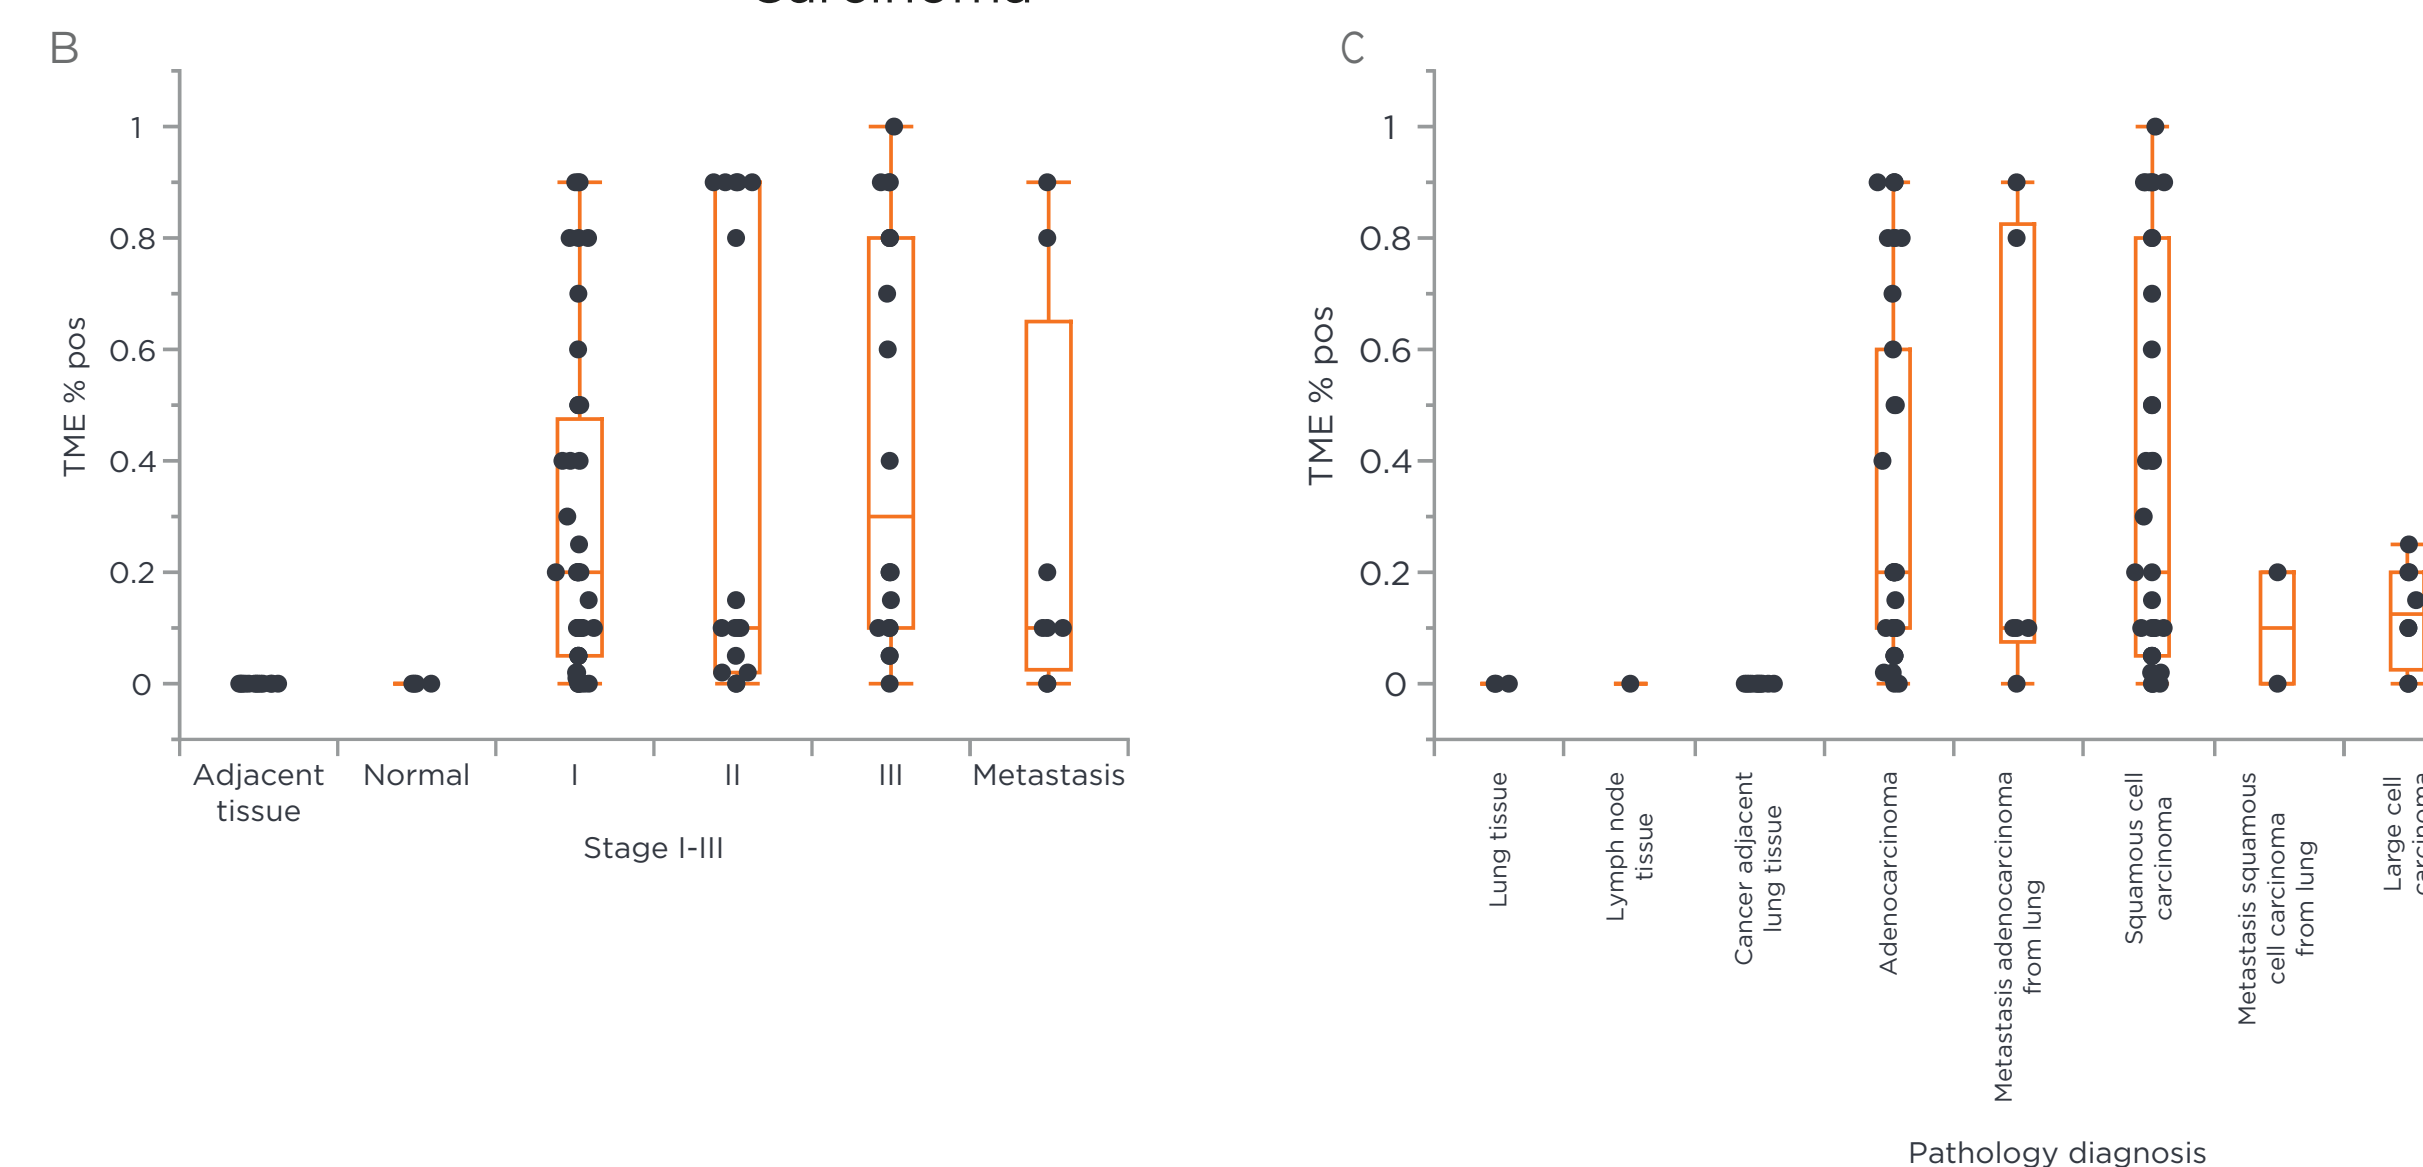 Carcinoma
B
1
0.8
0.6
0.4
0.2
0
TME % pos
Adjacent
tissue
Normal
I
II
III
Metastasis
Stage I-III
C
1
0.8
0.6
0.4
0.2
0
TME % pos
Lung tissue
Lymph node
tissue
Cancer adjacent
lung tissue
Adenocarcinoma
Metastasis adenocarcinoma
from lung
Squamous cell
carcinoma
Metastasis squamous
cell carcinoma
from lung
Large cell
carcinoma
Pathology diagnosis